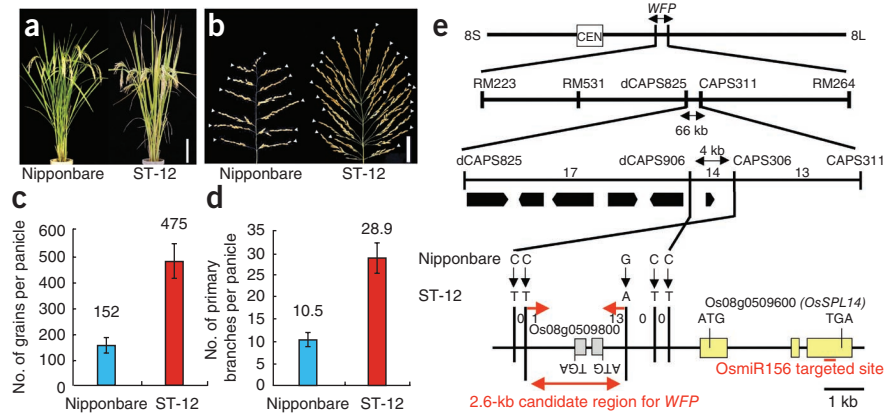 a
b
Nipponbare ST-12
Nipponbare ST-12
c
No. of grains per panicle
600
500
400
300
200
100
0
152
475
Nipponbare ST-12
d
No. of primary
branches per panicle
35
30
25
20
15
10
5
0
10.5
28.9
Nipponbare ST-12
e
WFP
8S CEN 8L
RM223 RM531 dCAPS825 CAPS311 RM264
66 kb
4 kb
dCAPS825 dCAPS906 CAPS306 CAPS311
17 14 13
Nipponbare C C G C C
ST-12 T T A T T
0 1 13 0 0
Os08g0509800
TGA ATG
Os08g0509600 (OsSPL14)
ATG TGA
OsmiR156 targeted site
2.6-kb candidate region for WFP
1 kb